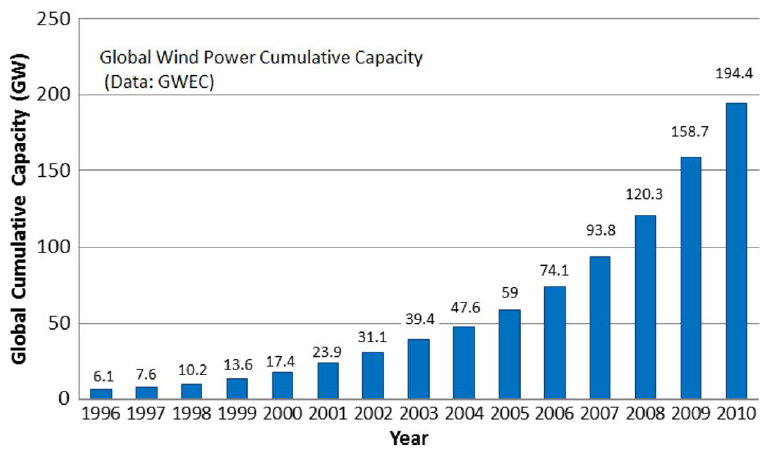 250
200
150
100
50
0
Global Cumulative Capacity (GW)
Global Wind Power Cumulative Capacity
(Data: GWEC)
6.1 7.6 10.2 13.6 17.4 23.9 31.1 39.4 47.6 59 74.1 93.8 120.3 158.7 194.4
1996 1997 1998 1999 2000 2001 2002 2003 2004 2005 2006 2007 2008 2009 2010
Year